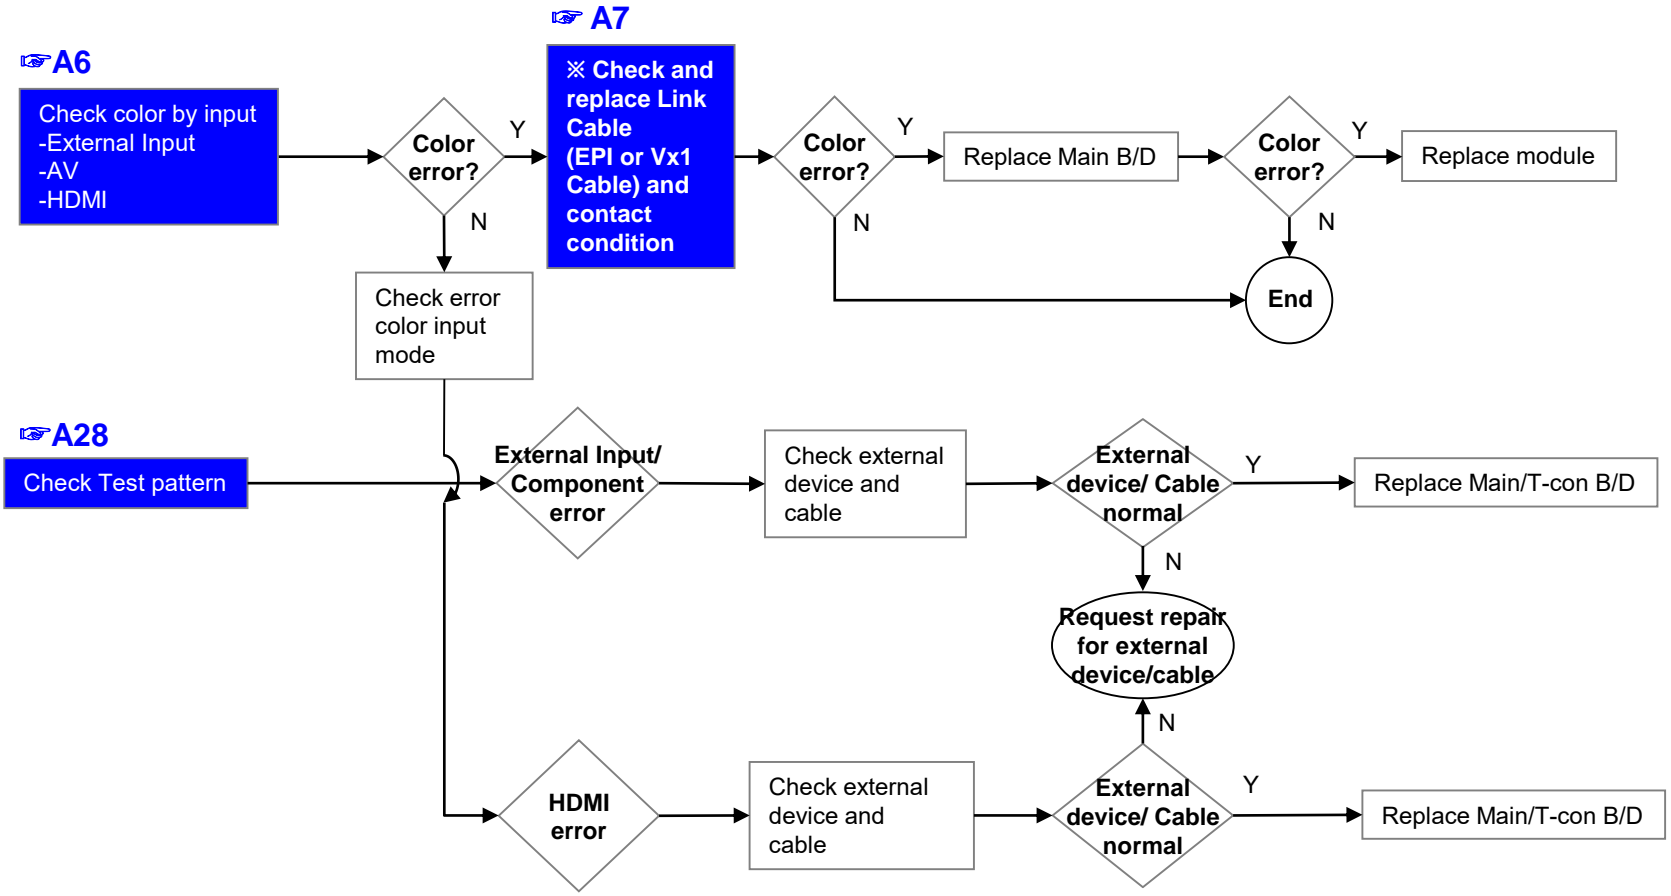 ☞ A7
☞A6
Check color by input
-External Input
-AV
-HDMI
Color
error?
Y
N
※ Check and
replace Link
Cable
(EPI or Vx1
Cable) and
contact
condition
Color
error?
Y
N
Replace Main B/D
Color
error?
Y
N
Replace module
End
Check error
color input
mode
☞A28
Check Test pattern
External Input/
Component
error
Check external
device and
cable
External
device/ Cable
normal
Y
N
Replace Main/T-con B/D
Request repair
for external
device/cable
N
HDMI
error
Check external
device and
cable
External
device/ Cable
normal
Y
Replace Main/T-con B/D